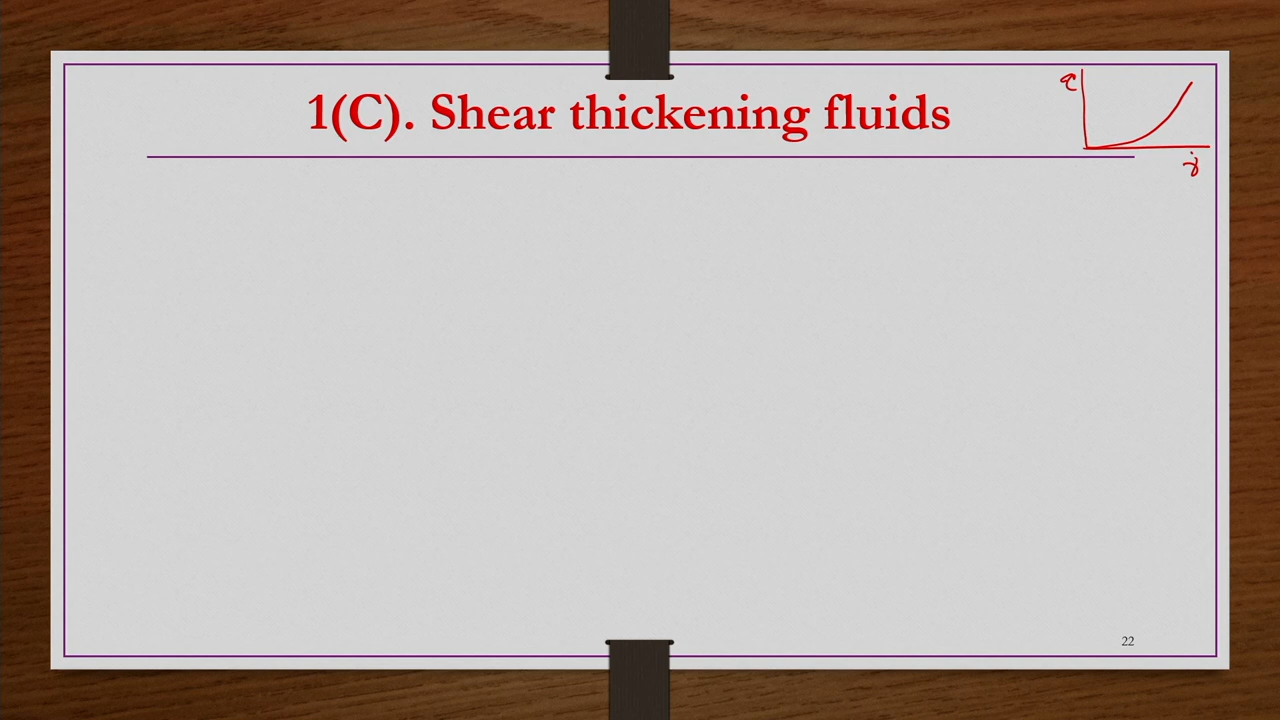 1(C). Shear thickening fluids
τ
γ̇
22